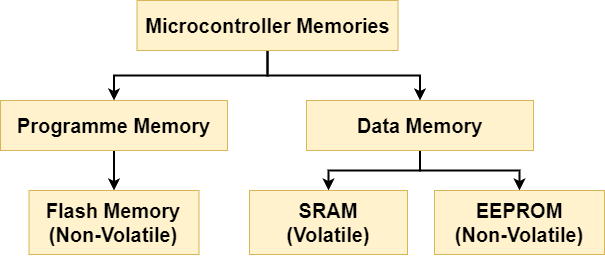 Microcontroller Memories
Programme Memory
Data Memory
Flash Memory
(Non-Volatile)
SRAM
(Volatile)
EEPROM
(Non-Volatile)